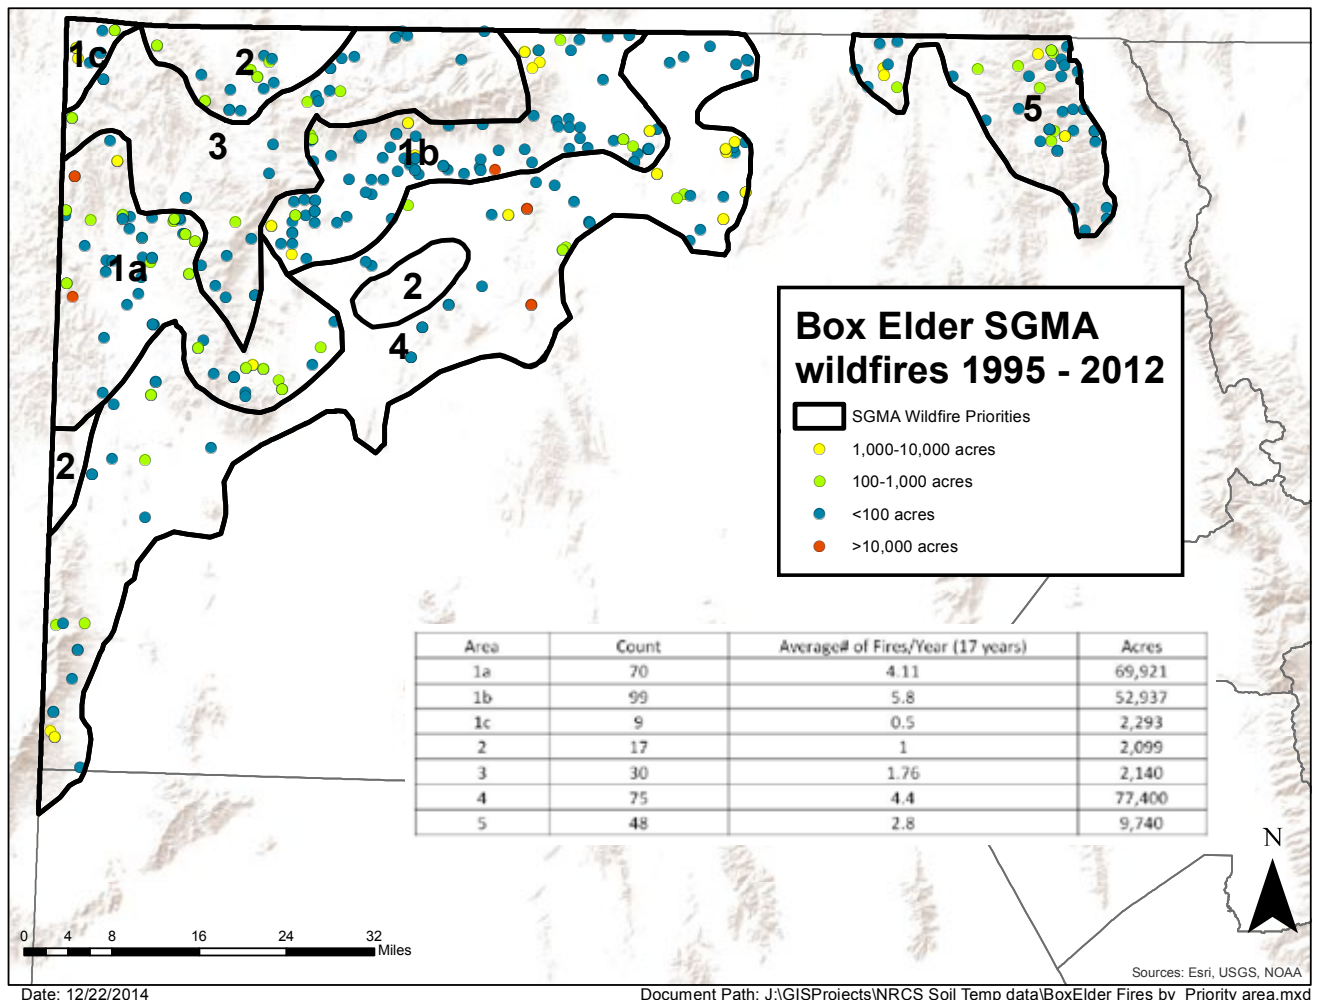 1c
2
3
1b
5
1a
2
4
2
Box Elder SGMA
wildfires 1995 - 2012
SGMA Wildfire Priorities
1,000-10,000 acres
100-1,000 acres
<100 acres
>10,000 acres
Area Count Average# of Fires/Year (17 years) Acres
1a 70 4.11 69,921
1b 99 5.8 52,937
1c 9 0.5 2,293
2 17 1 2,099
3 30 1.76 2,140
4 75 4.4 77,400
5 48 2.8 9,740
N
0 4 8 16 24 32
Miles
Sources: Esri, USGS, NOAA
Date: 12/22/2014 Document Path: J:\GISProjects\NRCS Soil Temp data\BoxElder Fires by Priority area.mxd